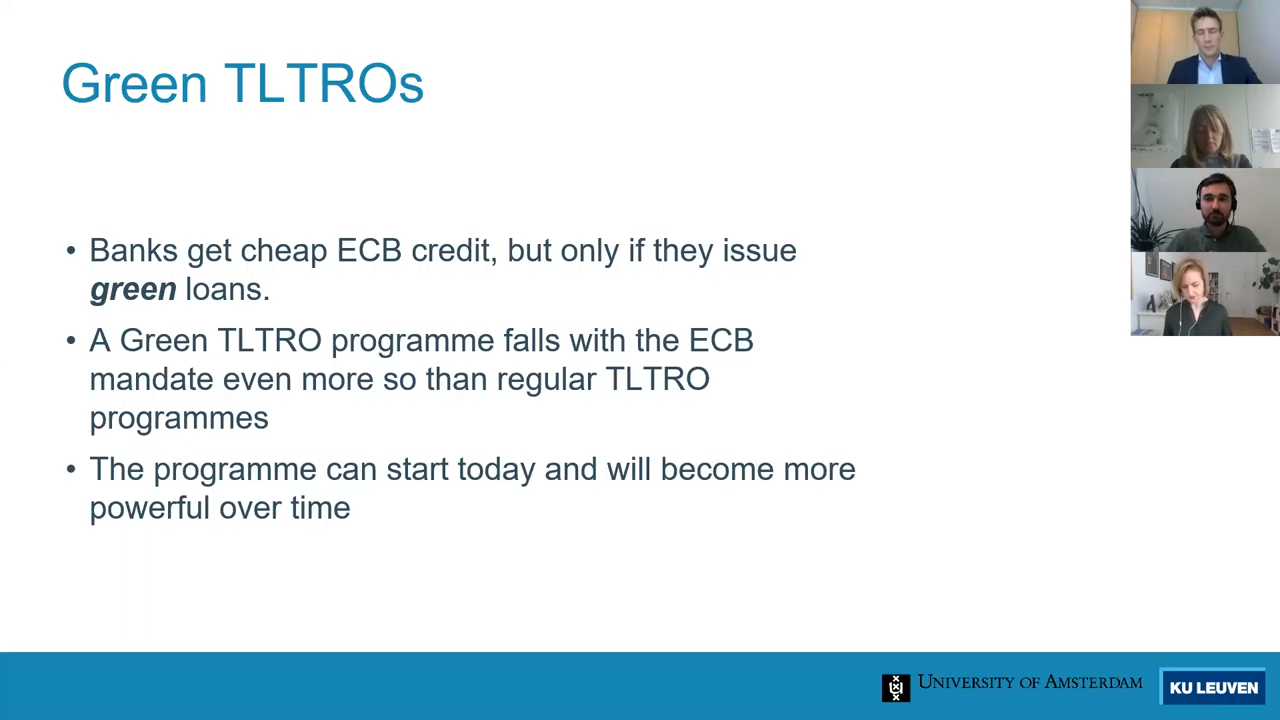 Green TLTROs
• Banks get cheap ECB credit, but only if they issue
green loans.
• A Green TLTRO programme falls with the ECB
mandate even more so than regular TLTRO
programmes
• The programme can start today and will become more
powerful over time
UNIVERSITY OF AMSTERDAM
KU LEUVEN